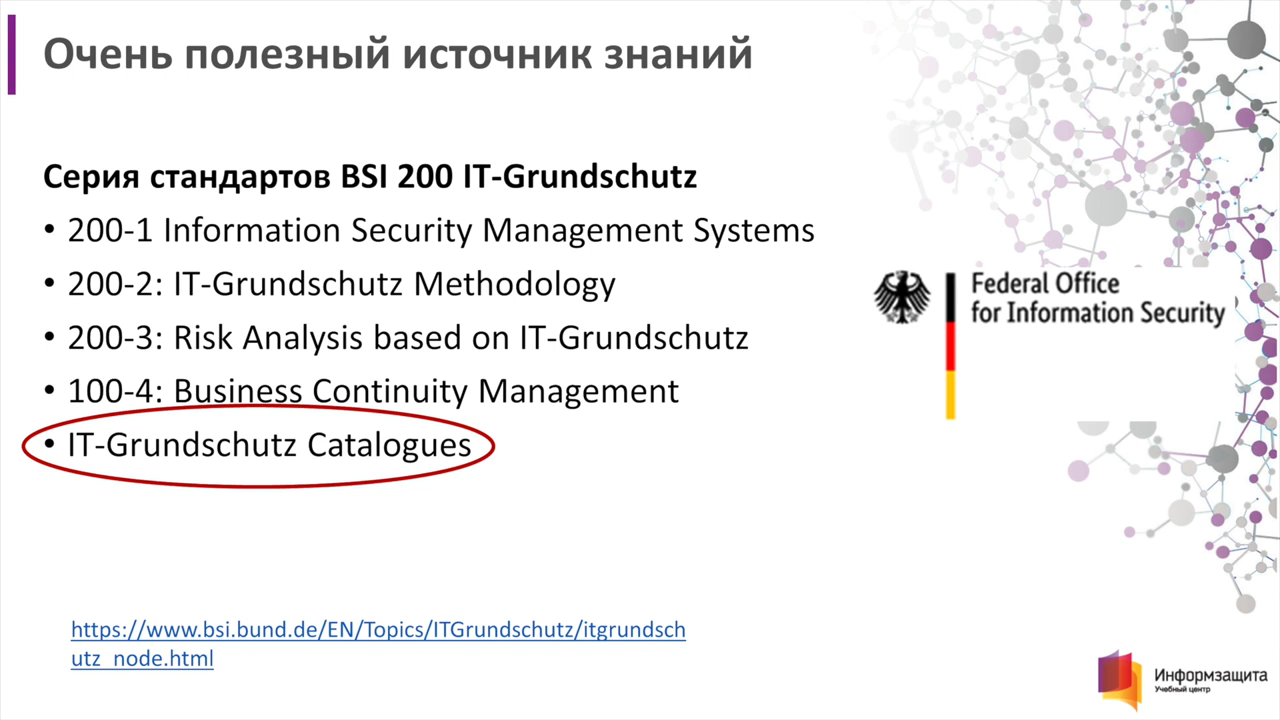 Очень полезный источник знаний
Серия стандартов BSI 200 IT-Grundschutz
• 200-1 Information Security Management Systems
• 200-2: IT-Grundschutz Methodology
• 200-3: Risk Analysis based on IT-Grundschutz
• 100-4: Business Continuity Management
• IT-Grundschutz Catalogues
Federal Office
for Information Security
https://www.bsi.bund.de/EN/Topics/ITGrundschutz/itgrundsch
utz_node.html
Информзащита
Учебный центр